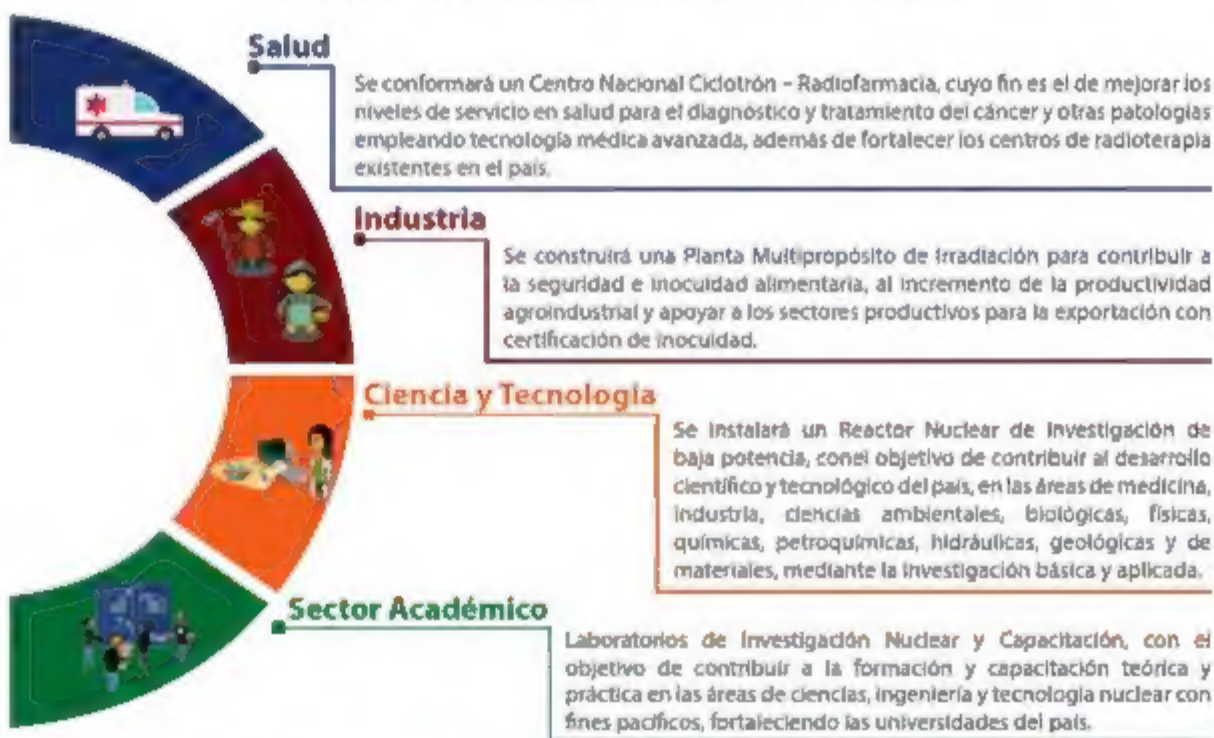 Salud
Se conformará un Centro Nacional Ciclotrón – Radiofarmacia, cuyo fin es el de mejorar los
niveles de servicio en salud para el diagnóstico y tratamiento del cáncer y otras patologías
empleando tecnología médica avanzada, además de fortalecer los centros de radioterapia
existentes en el país.
Industria
Se construirá una Planta Multipropósito de Irradiación para contribuir a
la seguridad e inocuidad alimentaria, al incremento de la productividad
agroindustrial y apoyar a los sectores productivos para la exportación con
certificación de inocuidad.
Ciencia y Tecnología
Se instalará un Reactor Nuclear de Investigación de
baja potencia, conel objetivo de contribuir al desarrollo
científico y tecnológico del país, en las áreas de medicina,
industria, ciencias ambientales, biológicas, físicas,
químicas, petroquímicas, hidráulicas, geológicas y de
materiales, mediante la investigación básica y aplicada.
Sector Académico
Laboratorios de Investigación Nuclear y Capacitación, con el
objetivo de contribuir a la formación y capacitación teórica y
práctica en las áreas de ciencias, ingeniería y tecnología nuclear con
fines pacíficos, fortaleciendo las universidades del país.